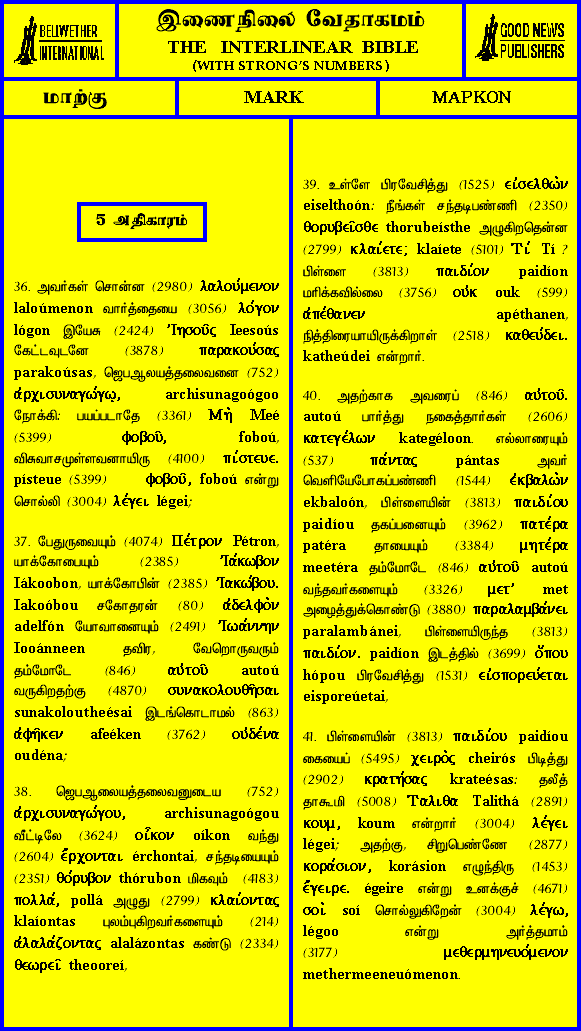 BELLWETHER
INTERNATIONAL
இணைநிலை வேதாகமம்
THE INTERLINEAR BIBLE
(WITH STRONG'S NUMBERS)
GOOD NEWS
PUBLISHERS
மாற்கு
MARK
ΜΑΡΚΟΝ
5 அதிகாரம்
36. அவர்கள் சொன்ன (2980) λαλούμενον
laloúmenon வார்த்தையை (3056) λόγον
lógon இயேசு (2424) Ἰησοῦς Ieesoús
கேட்டவுடனே (3878) παρακούσας
parakoúsas, ஜெபஆலயத்தலைவனை (752)
ἀρχισυναγώγῳ, archisunagoógoo
நோக்கி: பயப்படாதே (3361) Μὴ Meé
(5399) φοβοῦ, foboú,
விசுவாசமுள்ளவனாயிரு (4100) πίστευε.
písteue (5399) φοβοῦ, foboú என்று
சொல்லி (3004) λέγει légei;
37. பேதுருவையும் (4074) Πέτρον Pétron,
யாக்கோபையும் (2385) Ἰάκωβον
Iákoobon, யாக்கோபின் (2385) Ἰακώβου.
Iakoóbou சகோதரன் (80) ἀδελφὸν
adelfón யோவானையும் (2491) Ἰωάννην
Iooánneen தவிர, வேறொருவரும்
தம்மோடே (846) αὐτοῦ autoú
வருகிறதற்கு (4870) συνακολουθῆσαι
sunakoloutheésai இடங்கொடாமல் (863)
ἀφῆκεν afeéken (3762) οὐδένα
oudéna;
38. ஜெபஆலையத்தலைவனுடைய (752)
ἀρχισυναγώγου, archisunagoógou
வீட்டிலே (3624) οἶκον oíkon வந்து
(2604) ἔρχονται érchontai, சந்தடியையும்
(2351) θόρυβον thórubon மிகவும் (4183)
πολλά, pollá அழுது (2799) κλαίοντας
klaíontas புலம்புகிறவர்களையும் (214)
ἀλαλάζοντας alalázontas கண்டு (2334)
θεωρεῖ theooreí,
39. உள்ளே பிரவேசித்து (1525) εἰσελθὼν
eiselthoón: நீங்கள் சந்தடிபண்ணி (2350)
θορυβεῖσθε thorubeísthe அழுகிறதென்ன
(2799) κλαίετε; klaíete (5101) Τί Tí ?
பிள்ளை (3813) παιδίον paidíon
மரிக்கவில்லை (3756) οὐκ ouk (599)
ἀπέθανεν apéthanen,
நித்திரையாயிருக்கிறாள் (2518) καθεύδει.
katheúdei என்றார்.
40. அதற்காக அவரைப் (846) αὐτοῦ.
autoú பார்த்து நகைத்தார்கள் (2606)
κατεγέλων kategéloon. எல்லாரையும்
(537) πάντας pántas அவர்
வெளியேபோகப்பண்ணி (1544) ἐκβαλὼν
ekbaloón, பிள்ளையின் (3813) παιδίου
paidíou தகப்பனையும் (3962) πατέρα
patéra தாயையும் (3384) μητέρα
meetéra தம்மோடே (846) αὐτοῦ autoú
வந்தவர்களையும் (3326) μετ' met
அழைத்துக்கொண்டு (3880) παραλαμβάνει
paralambánei, பிள்ளையிருந்த (3813)
παιδίον. paidíon இடத்தில் (3699) ὅπου
hópou பிரவேசித்து (1531) εἰσπορεύεται
eisporeúetai,
41. பிள்ளையின் (3813) παιδίου paidíou
கையைப் (5495) χειρὸς cheirós பிடித்து
(2902) κρατήσας krateésas: தலீத்
தாகூமி (5008) Ταλιθα Talithá (2891)
κουμ, koum என்றார் (3004) λέγει
légei; அதற்கு, சிறுபெண்ணே (2877)
κοράσιον, korásion எழுந்திரு (1453)
ἔγειρε. égeire என்று உனக்குச் (4671)
σοὶ soí சொல்லுகிறேன் (3004) λέγω,
légoo என்று அர்த்தமாம்
(3177) μεθερμηνευόμενον
methermeeneuómenon.